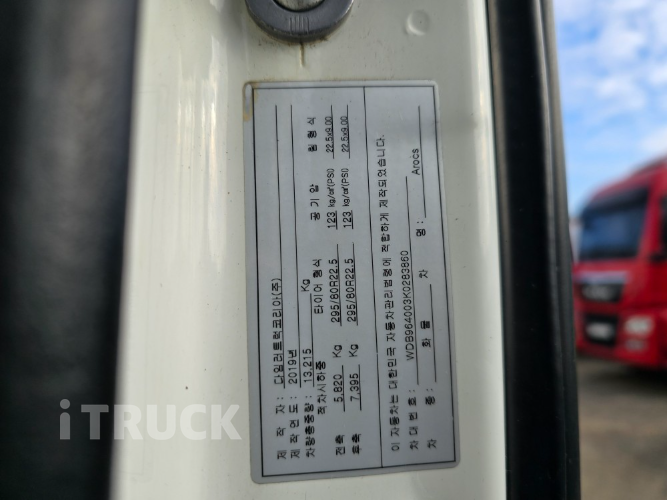 제 작 자: 다임러트럭코리아(주)
제작연도: 2019년
차량총중량: 13,215 Kg
적차시하중 타이어형식 공기압 림형식
전축 5,820 Kg 295/80R22.5 123 kg/㎠(PSI) 22.5x9.00
후축 7,395 Kg 295/80R22.5 123 kg/㎠(PSI) 22.5x9.00
이 자동차는 대한민국 자동차관리법령에 적합하게 제작되었습니다.
차대번호: WDB964003K0283860
차 종: 화물 차 명: Arocs
iTRUCK